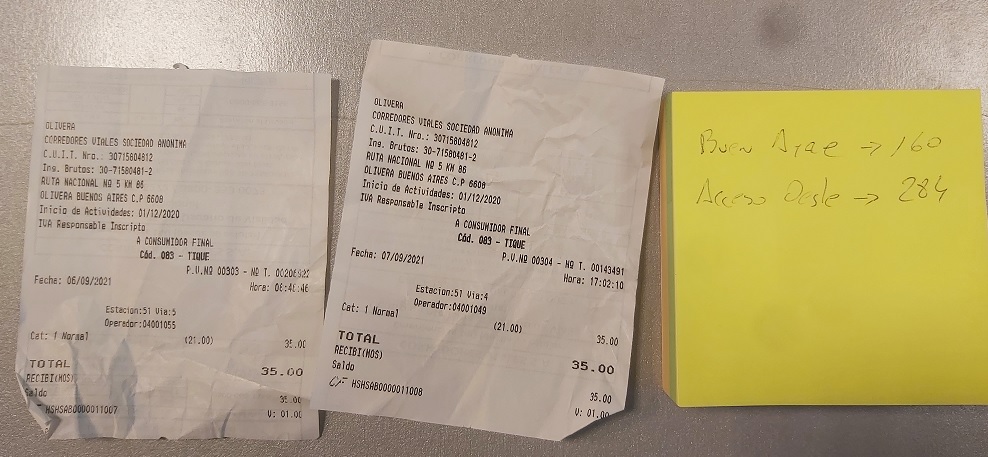 OLIVERA
CORREDORES VIALES SOCIEDAD ANONIMA
C.U.I.T. Nro.: 30715804812
Ing. Brutos: 30-71580481-2
RUTA NACIONAL Nº 5 KM 86
OLIVERA BUENOS AIRES C.P 6608
Inicio de Actividades: 01/12/2020
IVA Responsable Inscripto
A CONSUMIDOR FINAL
Cód. 083 - TIQUE
P.V.Nº 00303 - Nº T.
Fecha: 06/09/2021
Hora: 06:46:46
Estacion:51 Via:5
Operador:04001055
Cat: 1 Normal
(21.00) 35.00
TOTAL 35.00
RECIBI(MOS) 35.00
Saldo
HSHSAB0000011007 V: 01.00
OLIVERA
CORREDORES VIALES SOCIEDAD ANONIMA
C.U.I.T. Nro.: 30715804812
Ing. Brutos: 30-71580481-2
RUTA NACIONAL Nº 5 KM 86
OLIVERA BUENOS AIRES C.P 6608
Inicio de Actividades: 01/12/2020
IVA Responsable Inscripto
A CONSUMIDOR FINAL
Cód. 083 - TIQUE
P.V.Nº 00304 - Nº T. 00143491
Fecha: 07/09/2021
Hora: 17:02:10
Estacion:51 Via:4
Operador:04001049
Cat: 1 Normal
(21.00) 35.00
TOTAL 35.00
RECIBI(MOS) 35.00
Saldo
CF HSHSAB0000011008 V: 01.00
Buen Ayre → 160
Acceso Oeste → 284